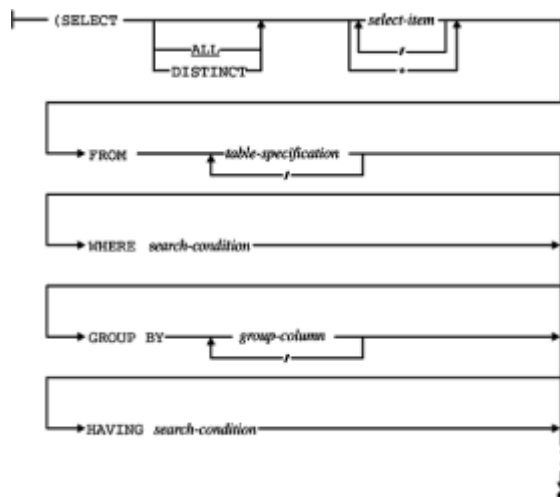 (SELECT select-item
ALL ,
DISTINCT *
FROM table-specification
,
WHERE search-condition
GROUP BY group-column
,
HAVING search-condition